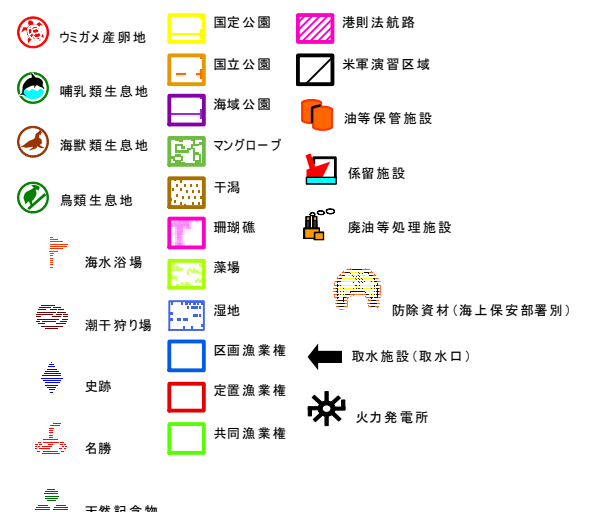 ウミガメ産卵地
哺乳類生息地
海獣類生息地
鳥類生息地
海水浴場
潮干狩り場
史跡
名勝
天然記念物
国定公園
国立公園
海域公園
マングローブ
干潟
珊瑚礁
藻場
湿地
区画漁業権
定置漁業権
共同漁業権
港則法航路
米軍演習区域
油等保管施設
係留施設
廃油等処理施設
防除資材(海上保安部署別)
取水施設(取水口)
火力発電所